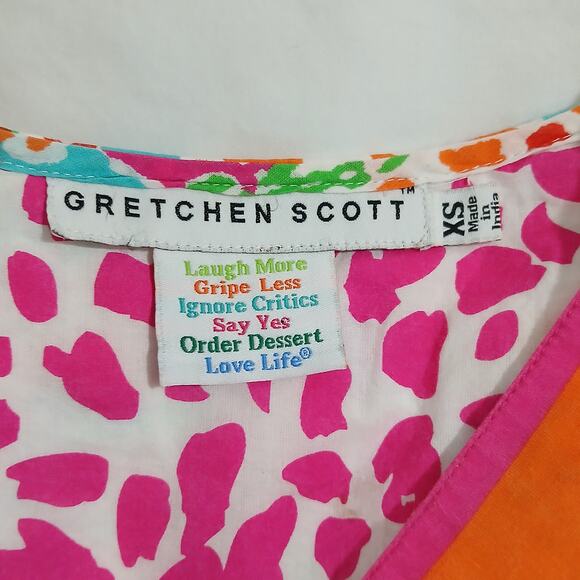 GRETCHEN SCOTT™
XS
Made
in
India
Laugh More
Gripe Less
Ignore Critics
Say Yes
Order Dessert
Love Life®